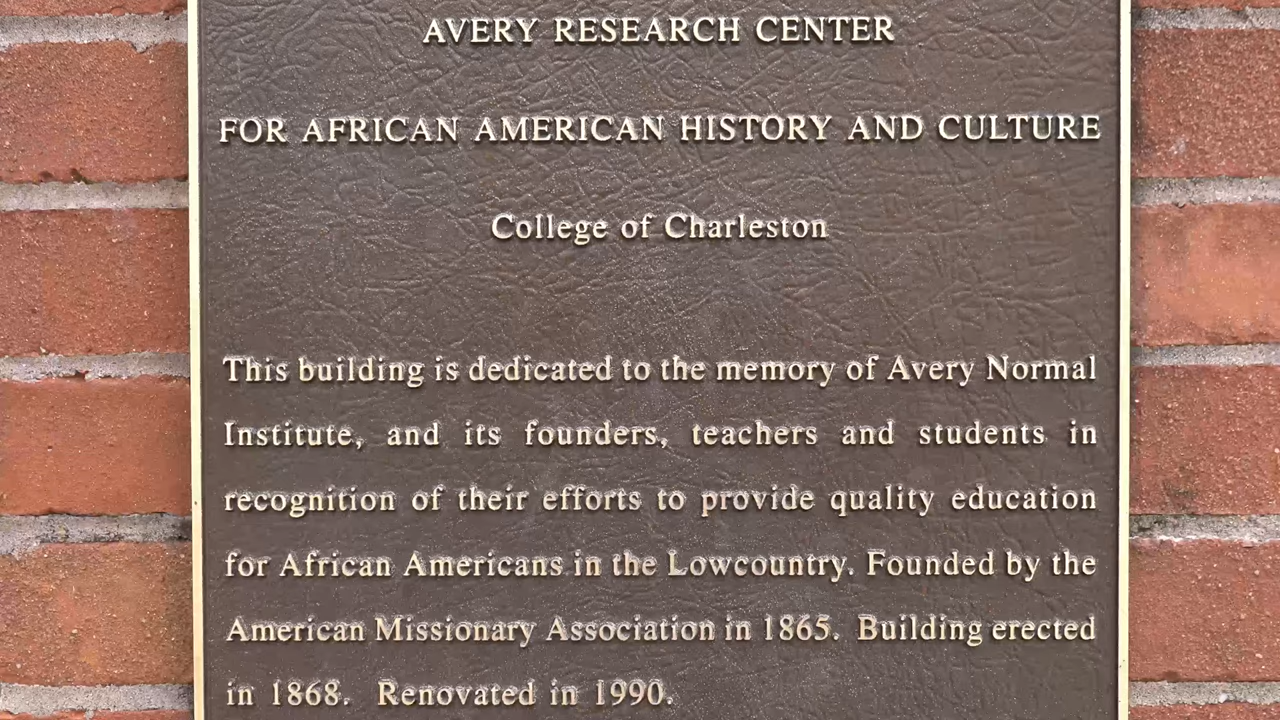 AVERY RESEARCH CENTER
FOR AFRICAN AMERICAN HISTORY AND CULTURE
College of Charleston
This building is dedicated to the memory of Avery Normal
Institute, and its founders, teachers and students in
recognition of their efforts to provide quality education
for African Americans in the Lowcountry. Founded by the
American Missionary Association in 1865. Building erected
in 1868. Renovated in 1990.